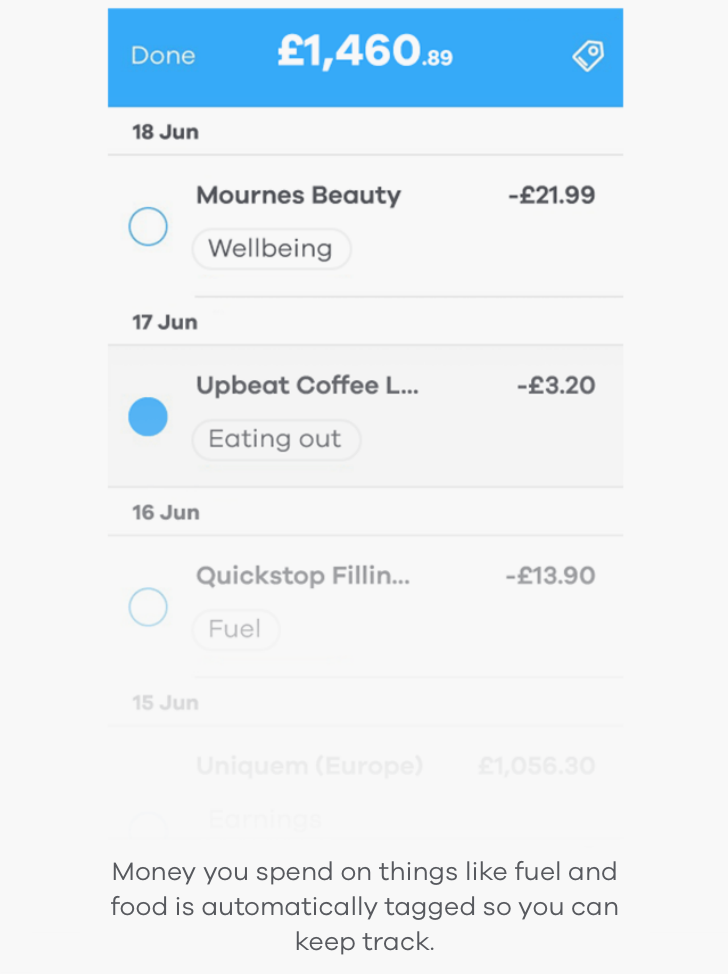 Done £1,460.89
18 Jun
Mournes Beauty -£21.99
Wellbeing
17 Jun
Upbeat Coffee L... -£3.20
Eating out
16 Jun
Quickstop Fillin... -£13.90
Fuel
15 Jun
Uniquem (Europe) £1,056.30
Earnings
Money you spend on things like fuel and
food is automatically tagged so you can
keep track.